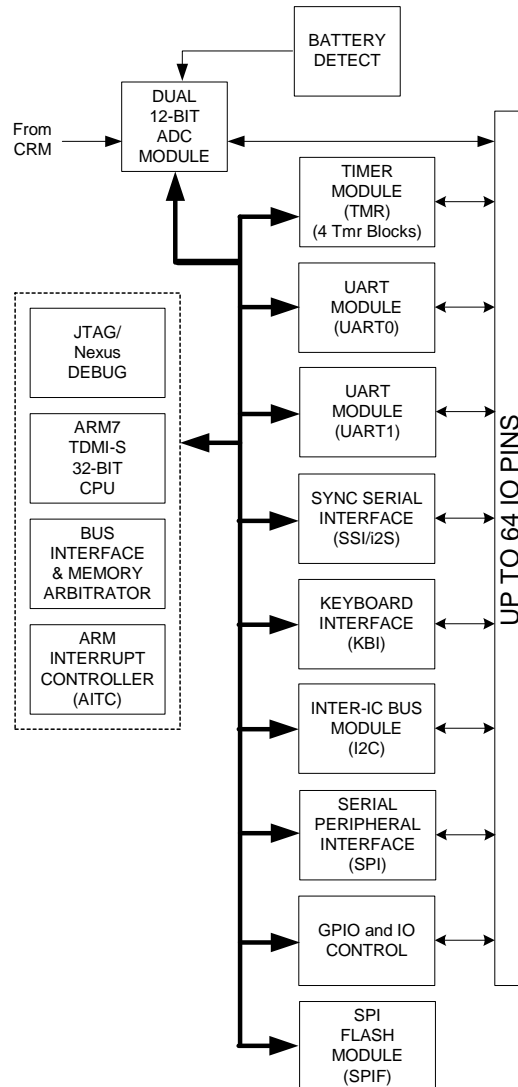 BATTERY
DETECT
DUAL
12-BIT
ADC
MODULE
From
CRM
TIMER
MODULE
(TMR)
(4 Tmr Blocks)
UART
MODULE
(UART0)
UART
MODULE
(UART1)
SYNC SERIAL
INTERFACE
(SSI/i2S)
KEYBOARD
INTERFACE
(KBI)
INTER-IC BUS
MODULE
(I2C)
SERIAL
PERIPHERAL
INTERFACE
(SPI)
GPIO and IO
CONTROL
SPI
FLASH
MODULE
(SPIF)
JTAG/
Nexus
DEBUG
ARM7
TDMI-S
32-BIT
CPU
BUS
INTERFACE
& MEMORY
ARBITRATOR
ARM
INTERRUPT
CONTROLLER
(AITC)
UP TO 64 IO PINS